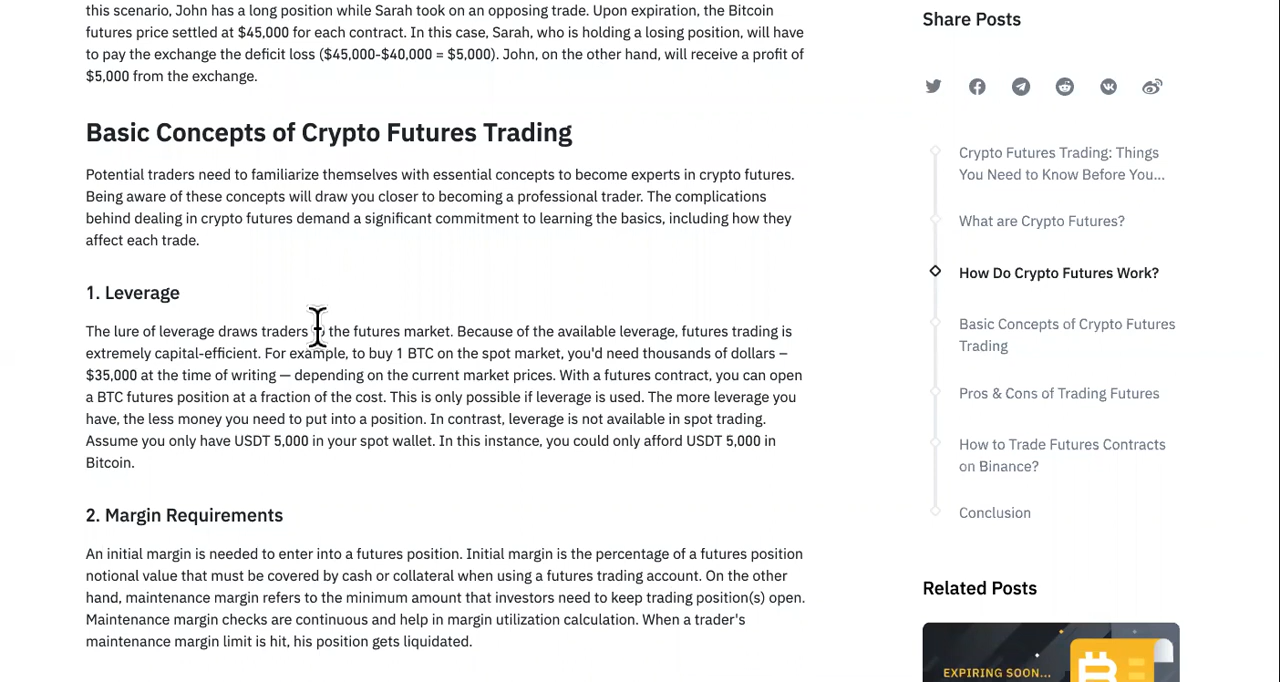 this scenario, John has a long position while Sarah took on an opposing trade. Upon expiration, the Bitcoin
futures price settled at $45,000 for each contract. In this case, Sarah, who is holding a losing position, will have
to pay the exchange the deficit loss ($45,000-$40,000 = $5,000). John, on the other hand, will receive a profit of
$5,000 from the exchange.
Basic Concepts of Crypto Futures Trading
Potential traders need to familiarize themselves with essential concepts to become experts in crypto futures.
Being aware of these concepts will draw you closer to becoming a professional trader. The complications
behind dealing in crypto futures demand a significant commitment to learning the basics, including how they
affect each trade.
1. Leverage
The lure of leverage draws traders to the futures market. Because of the available leverage, futures trading is
extremely capital-efficient. For example, to buy 1 BTC on the spot market, you'd need thousands of dollars –
$35,000 at the time of writing — depending on the current market prices. With a futures contract, you can open
a BTC futures position at a fraction of the cost. This is only possible if leverage is used. The more leverage you
have, the less money you need to put into a position. In contrast, leverage is not available in spot trading.
Assume you only have USDT 5,000 in your spot wallet. In this instance, you could only afford USDT 5,000 in
Bitcoin.
2. Margin Requirements
An initial margin is needed to enter into a futures position. Initial margin is the percentage of a futures position
notional value that must be covered by cash or collateral when using a futures trading account. On the other
hand, maintenance margin refers to the minimum amount that investors need to keep trading position(s) open.
Maintenance margin checks are continuous and help in margin utilization calculation. When a trader's
maintenance margin limit is hit, his position gets liquidated.
Share Posts
Crypto Futures Trading: Things
You Need to Know Before You...
What are Crypto Futures?
How Do Crypto Futures Work?
Basic Concepts of Crypto Futures
Trading
Pros & Cons of Trading Futures
How to Trade Futures Contracts
on Binance?
Conclusion
Related Posts
EXPIRING SOON...